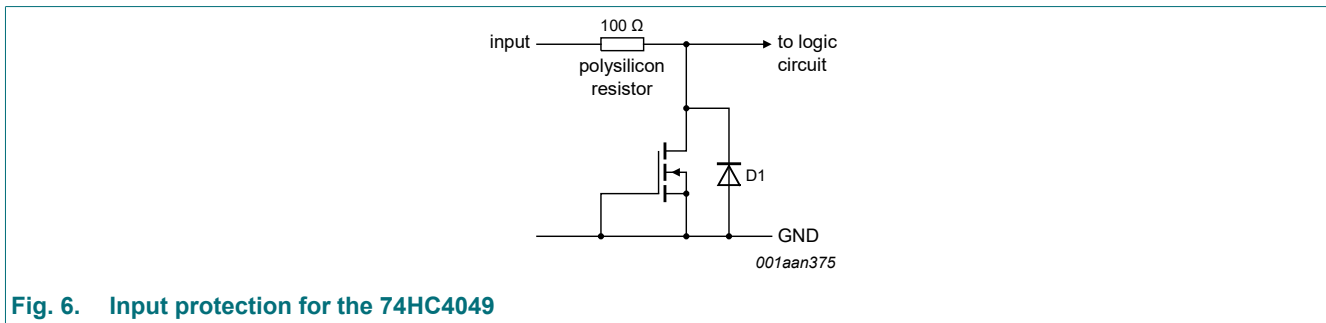 100 Ω
input
to logic
circuit
polysilicon
resistor
D1
GND
001aan375
Fig. 6. Input protection for the 74HC4049